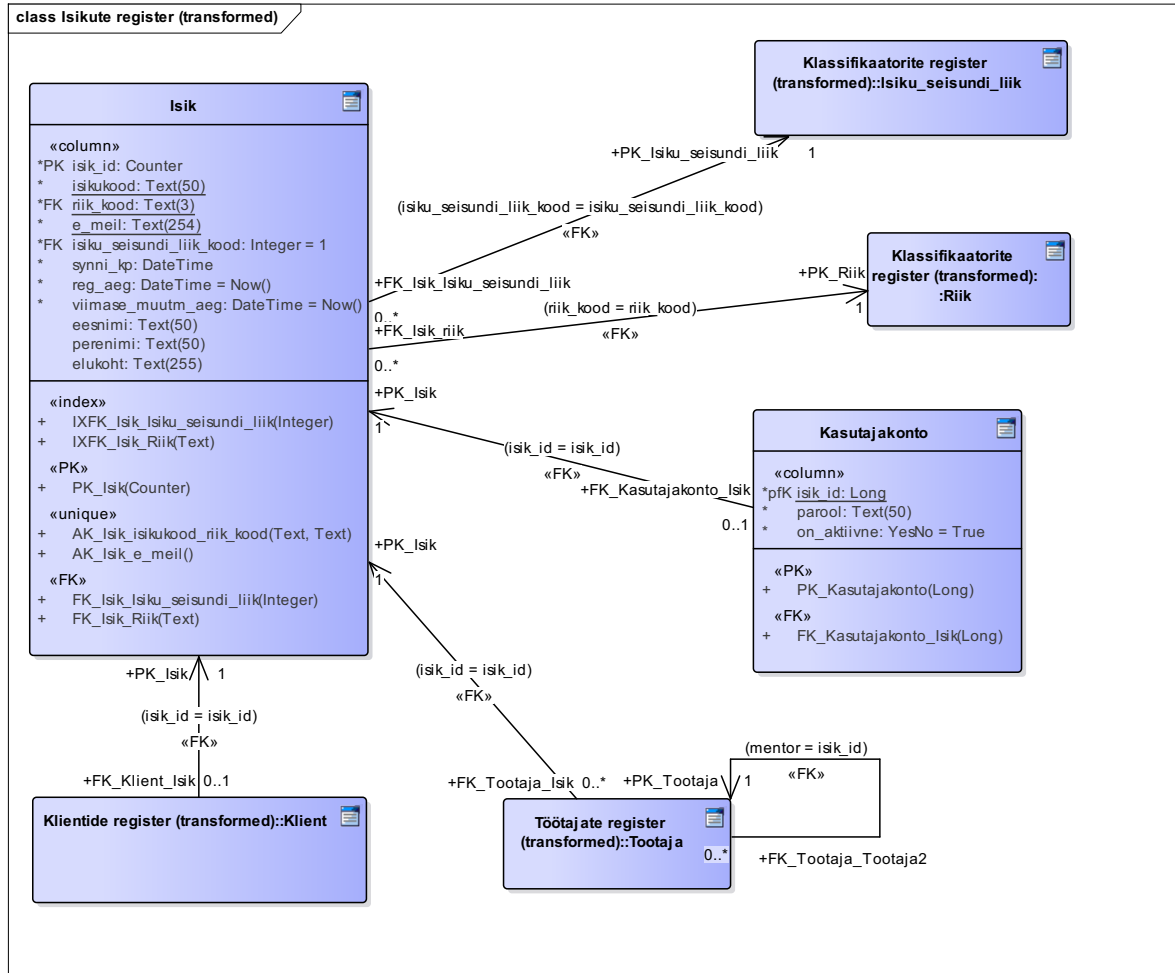 class Isikute register (transformed)
Isik
«column»
*PK isik_id: Counter
* isikukood: Text(50)
*FK riik_kood: Text(3)
* e_meil: Text(254)
*FK isiku_seisundi_liik_kood: Integer = 1
* synni_kp: DateTime
* reg_aeg: DateTime = Now()
* viimase_muutm_aeg: DateTime = Now()
eesnimi: Text(50)
perenimi: Text(50)
elukoht: Text(255)
«index»
+ IXFK_Isik_Isiku_seisundi_liik(Integer)
+ IXFK_Isik_Riik(Text)
«PK»
+ PK_Isik(Counter)
«unique»
+ AK_Isik_isikukood_riik_kood(Text, Text)
+ AK_Isik_e_meil()
«FK»
+ FK_Isik_Isiku_seisundi_liik(Integer)
+ FK_Isik_Riik(Text)
Klassifikaatorite register
(transformed)::Isiku_seisundi_liik
+PK_Isiku_seisundi_liik
1
(isiku_seisundi_liik_kood = isiku_seisundi_liik_kood)
«FK»
+FK_Isik_Isiku_seisundi_liik
0..*
Klassifikaatorite
register (transformed):
:Riik
+PK_Riik
1
(riik_kood = riik_kood)
«FK»
+FK_Isik_riik
0..*
+PK_Isik
1
(isik_id = isik_id)
«FK»
+FK_Kasutajakonto_Isik
0..1
Kasutajakonto
«column»
*pfK isik_id: Long
* parool: Text(50)
* on_aktiivne: YesNo = True
«PK»
+ PK_Kasutajakonto(Long)
«FK»
+ FK_Kasutajakonto_Isik(Long)
+PK_Isik
1
(isik_id = isik_id)
«FK»
+FK_Tootaja_Isik 0..*
+PK_Isik
1
(isik_id = isik_id)
«FK»
+FK_Klient_Isik 0..1
Klientide register (transformed)::Klient
(mentor = isik_id)
«FK»
+PK_Tootaja
1
Töötajate register
(transformed)::Tootaja
0..*
+FK_Tootaja_Tootaja2